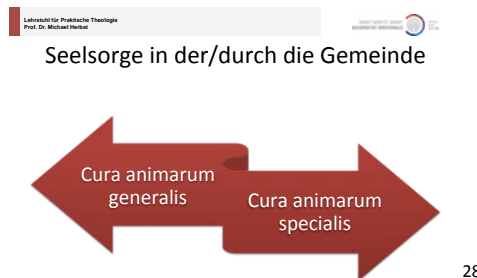 Lehrstuhl für Praktische Theologie
Prof. Dr. Michael Herbst
Seelsorge in der/durch die Gemeinde
Cura animarum
generalis
Cura animarum
specialis
28